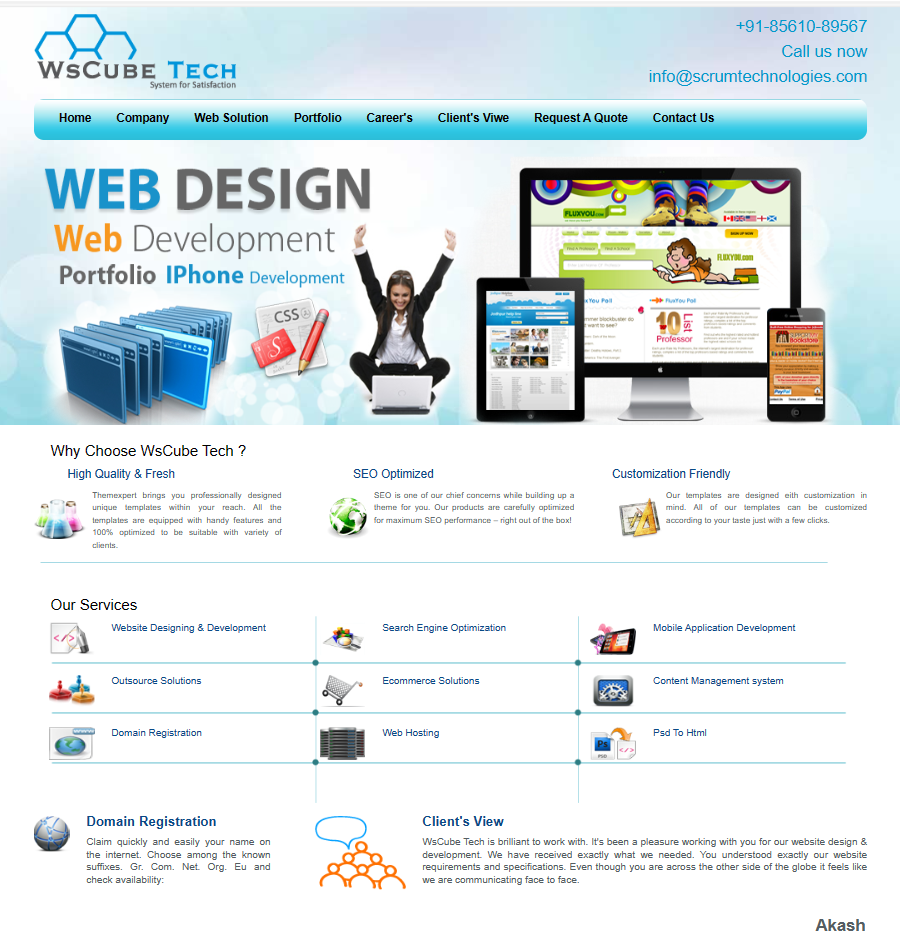 +91-85610-89567
Call us now
info@scrumtechnologies.com
WsCube Tech
System for Satisfaction
Home Company Web Solution Portfolio Career's Client's Viwe Request A Quote Contact Us
WEB DESIGN
Web Development
Portfolio IPhone Development
CSS
FLUXYOU.com
SIGN UP NOW
FLUXYOU.com
FluxYou Poll
10 List
Professor
Bookstore
PayPal
Why Choose WsCube Tech ?
High Quality & Fresh
Themexpert brings you professionally designed
unique templates within your reach. All the
templates are equipped with handy features and
100% optimized to be suitable with variety of
clients.
SEO Optimized
SEO is one of our chief concerns while building up a
theme for you. Our products are carefully optimized
for maximum SEO performance – right out of the box!
Customization Friendly
Our templates are designed eith customization in
mind. All of our templates can be customized
according to your taste just with a few clicks.
Our Services
Website Designing & Development
Search Engine Optimization
Mobile Application Development
Outsource Solutions
Ecommerce Solutions
Content Management system
Domain Registration
Web Hosting
Psd To Html
Ps
PSD
Domain Registration
Claim quickly and easily your name on
the internet. Choose among the known
suffixes. Gr. Com. Net. Org. Eu and
check availability:
Client's View
WsCube Tech is brilliant to work with. It's been a pleasure working with you for our website design &
development. We have received exactly what we needed. You understood exactly our website
requirements and specifications. Even though you are across the other side of the globe it feels like
we are communicating face to face.
Akash